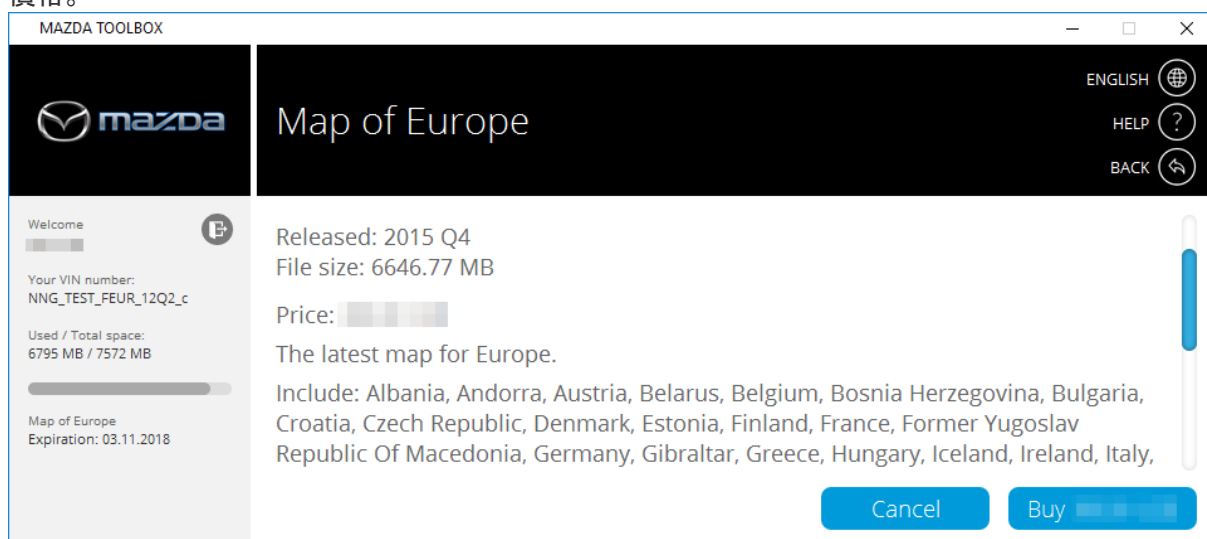 價格。
MAZDA TOOLBOX
mazda
Map of Europe
ENGLISH
HELP
?
BACK
Welcome
Your VIN number:
NNG_TEST_FEUR_12Q2_c
Used / Total space:
6795 MB / 7572 MB
Map of Europe
Expiration: 03.11.2018
Released: 2015 Q4
File size: 6646.77 MB
Price:
The latest map for Europe.
Include: Albania, Andorra, Austria, Belarus, Belgium, Bosnia Herzegovina, Bulgaria,
Croatia, Czech Republic, Denmark, Estonia, Finland, France, Former Yugoslav
Republic Of Macedonia, Germany, Gibraltar, Greece, Hungary, Iceland, Ireland, Italy,
Cancel
Buy